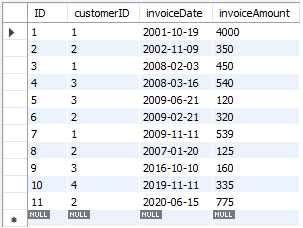 ID customerID invoiceDate invoiceAmount
1 1 2001-10-19 4000
2 2 2002-11-09 350
3 1 2008-02-03 450
4 3 2008-03-16 540
5 3 2009-06-21 120
6 2 2009-02-21 320
7 1 2009-11-11 539
8 2 2007-01-20 125
9 3 2016-10-10 160
10 4 2019-11-11 335
11 2 2020-06-15 775
NULL NULL NULL NULL